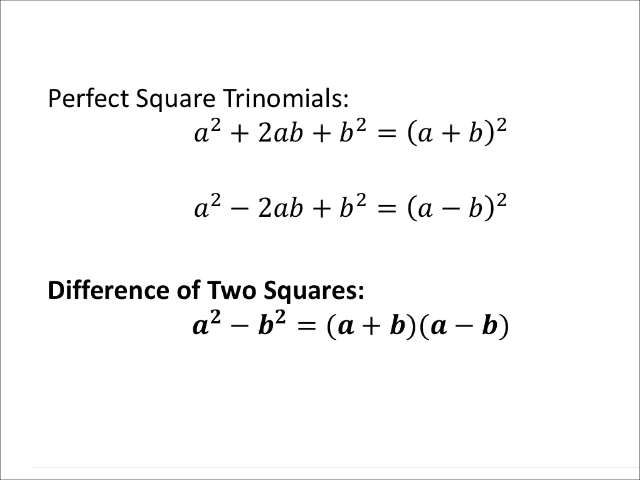 Perfect Square Trinomials:
a² + 2ab + b² = (a + b)²
a² − 2ab + b² = (a − b)²
Difference of Two Squares:
a² − b² = (a + b)(a − b)